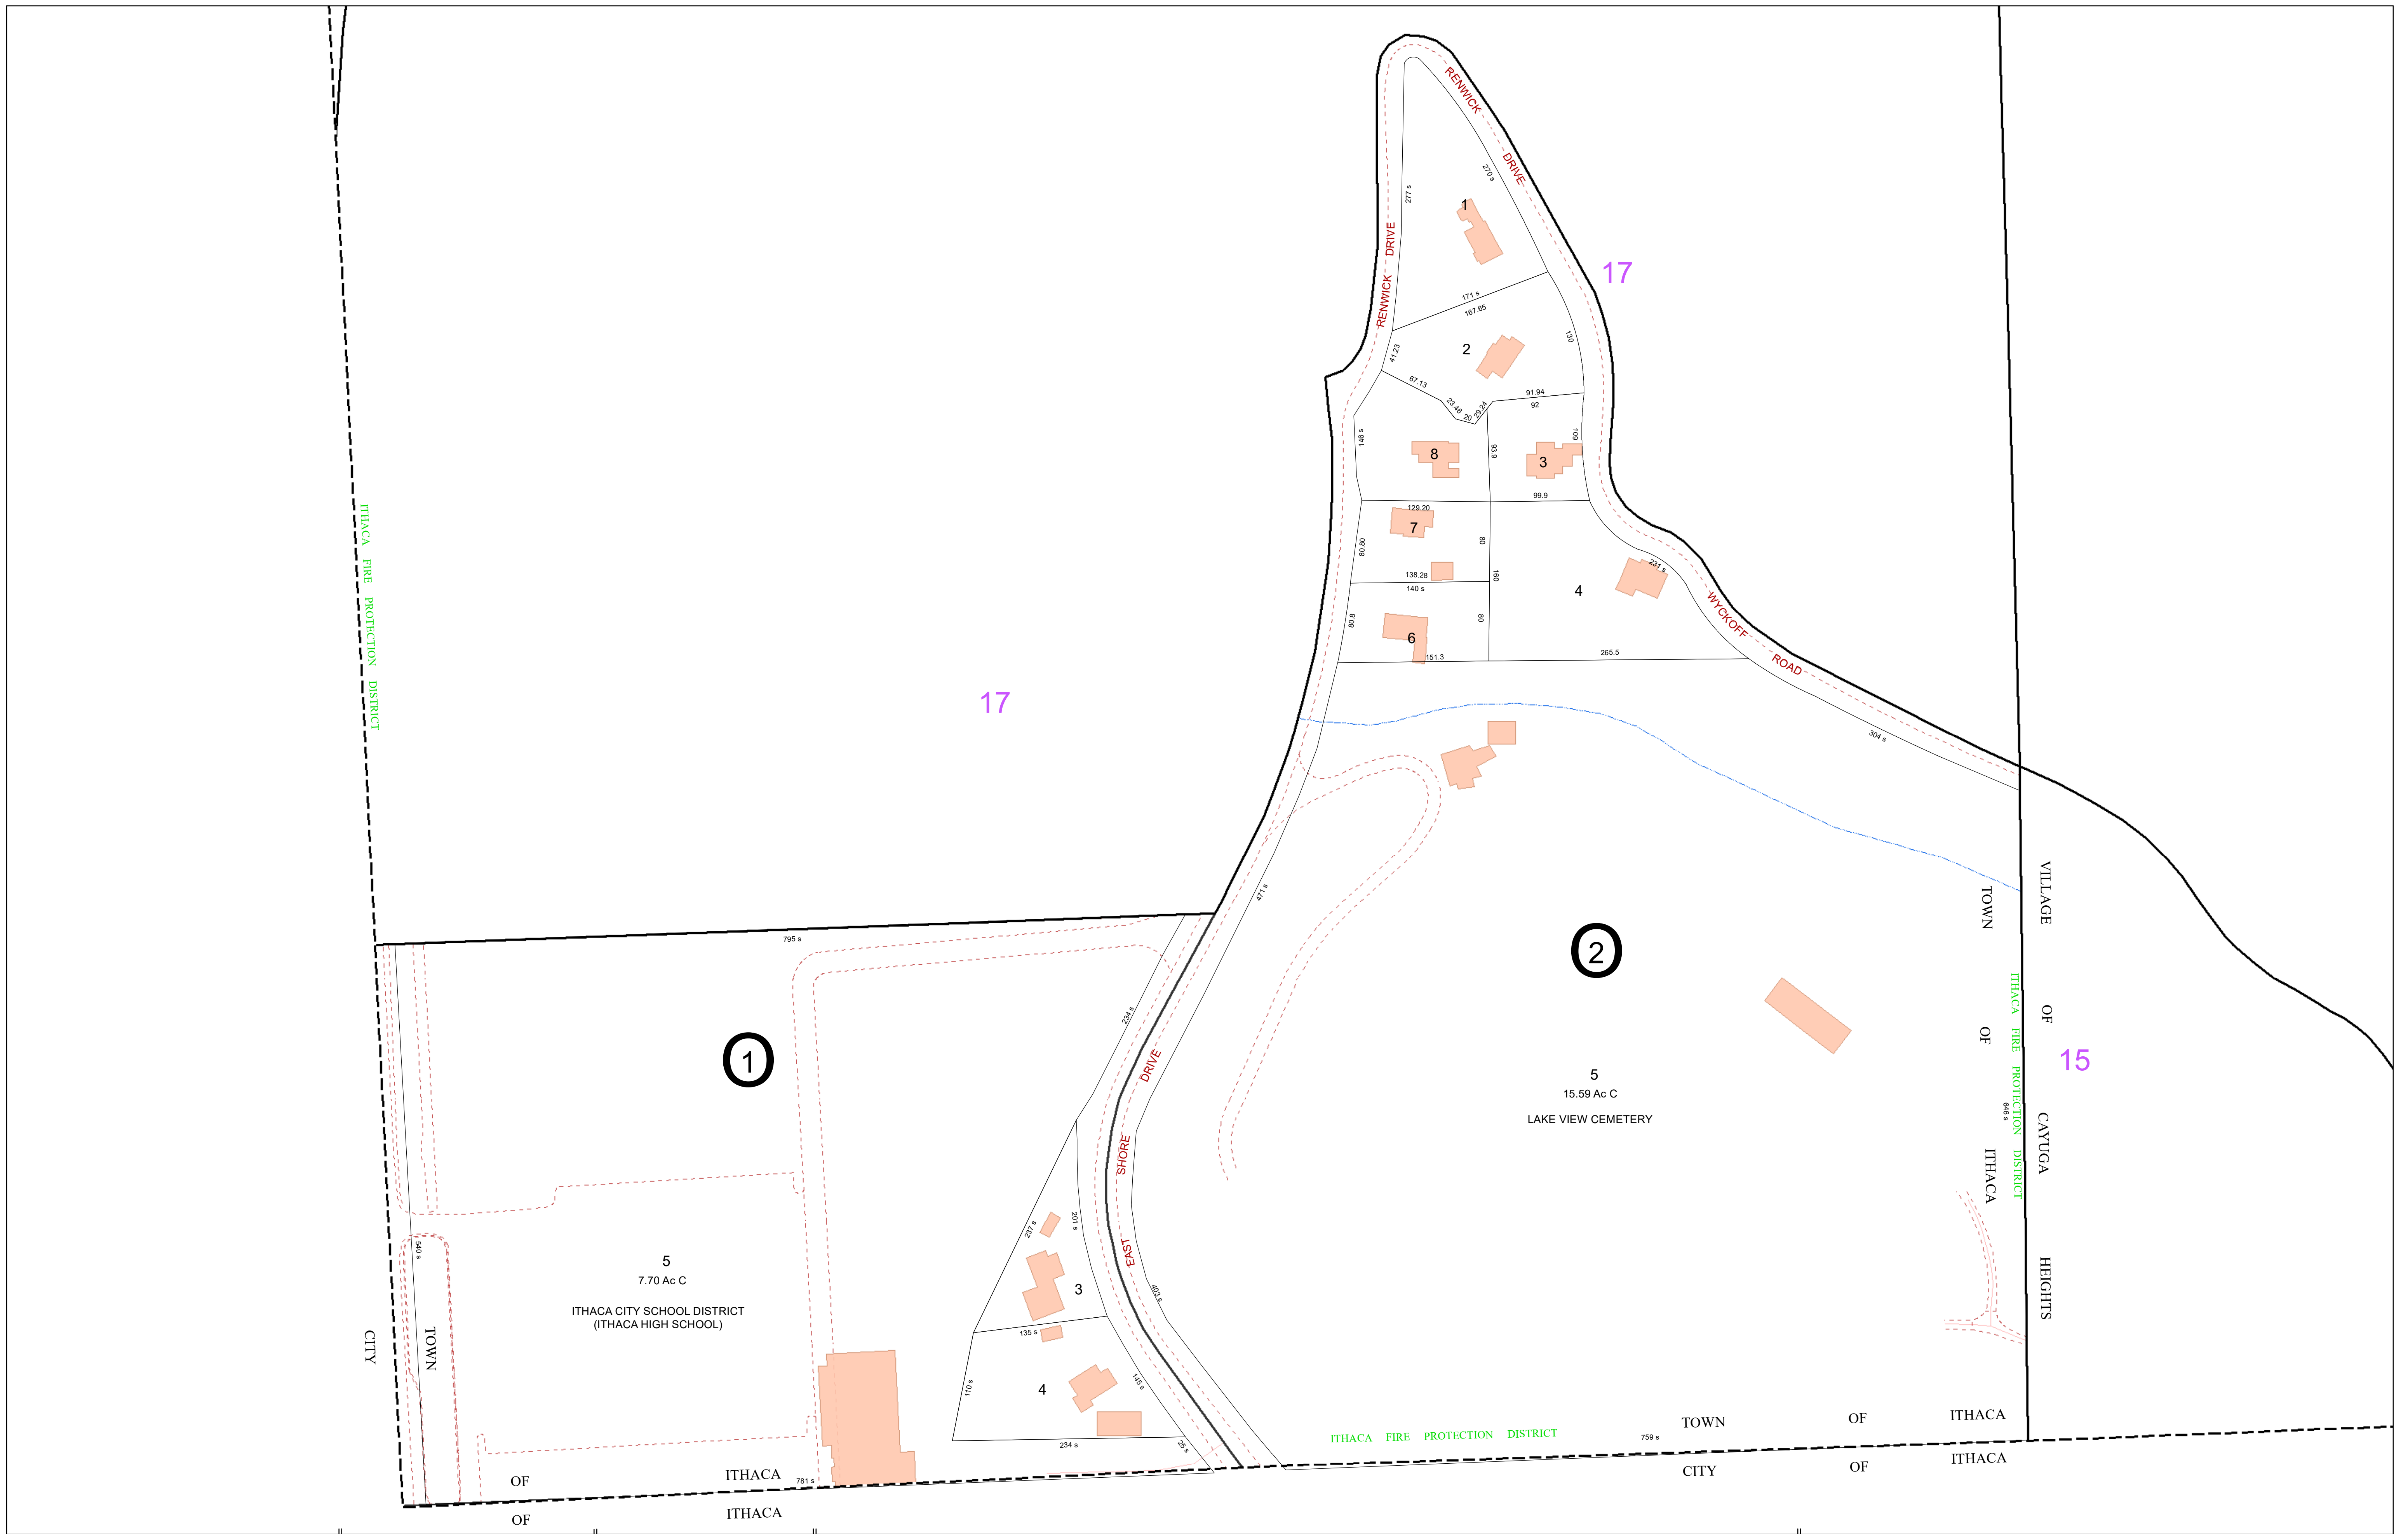 RENWICK DRIVE
RENWICK DRIVE
277 s
270 s
1
17
171 s
167.65
2
130
41.23
67.13
23.46
20
29.24
91.94
92
146 s
8
93.9
3
109
99.9
129.20
7
80.80
80
138.28
140 s
160
4
231 s
80.8
6
80
151.3
265.5
WYCKOFF ROAD
304 s
ITHACA FIRE PROTECTION DISTRICT
17
471 s
795 s
234 s
1
2
EAST SHORE DRIVE
5
15.59 Ac C
LAKE VIEW CEMETERY
TOWN OF ITHACA
VILLAGE OF CAYUGA HEIGHTS
ITHACA FIRE PROTECTION DISTRICT
646 s
15
540 s
5
7.70 Ac C
ITHACA CITY SCHOOL DISTRICT
(ITHACA HIGH SCHOOL)
237 s
201 s
3
135 s
403 s
4
110 s
145 s
234 s
25 s
CITY
TOWN
OF ITHACA
781 s
OF ITHACA
ITHACA FIRE PROTECTION DISTRICT
759 s
TOWN OF ITHACA
CITY OF ITHACA